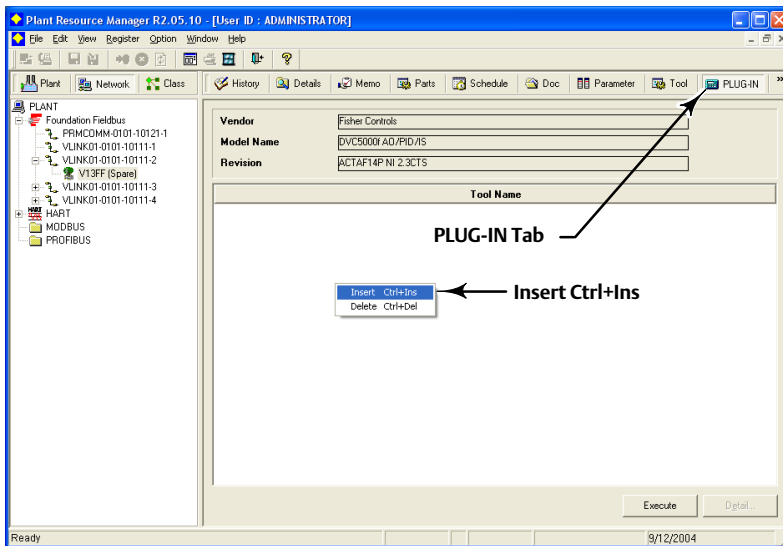 Plant Resource Manager R2.05.10 - [User ID : ADMINISTRATOR]
File Edit View Register Option Window Help
Plant Network Class History Details Memo Parts Schedule Doc Parameter Tool PLUG-IN »
PLANT
Foundation Fieldbus
PRMCOMM-0101-10121-1
VLINK01-0101-10111-1
VLINK01-0101-10111-2
V13FF (Spare)
VLINK01-0101-10111-3
VLINK01-0101-10111-4
HART
HART
MODBUS
PROFIBUS
Vendor Fisher Controls
Model Name DVC5000f AO/PID/IS
Revision ACTAF14P NI 2.3CTS
Tool Name
PLUG-IN Tab
Insert Ctrl+Ins
Delete Ctrl+Del
Insert Ctrl+Ins
Execute Detail...
Ready 9/12/2004